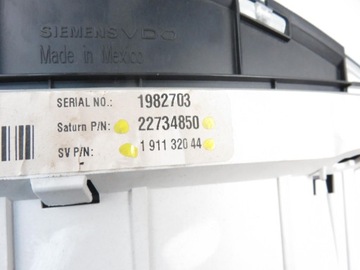 SIEMENS VDO
Made in Mexico
SERIAL NO.: 1982703
Saturn P/N: 22734850
SV P/N: 1 911 320 44